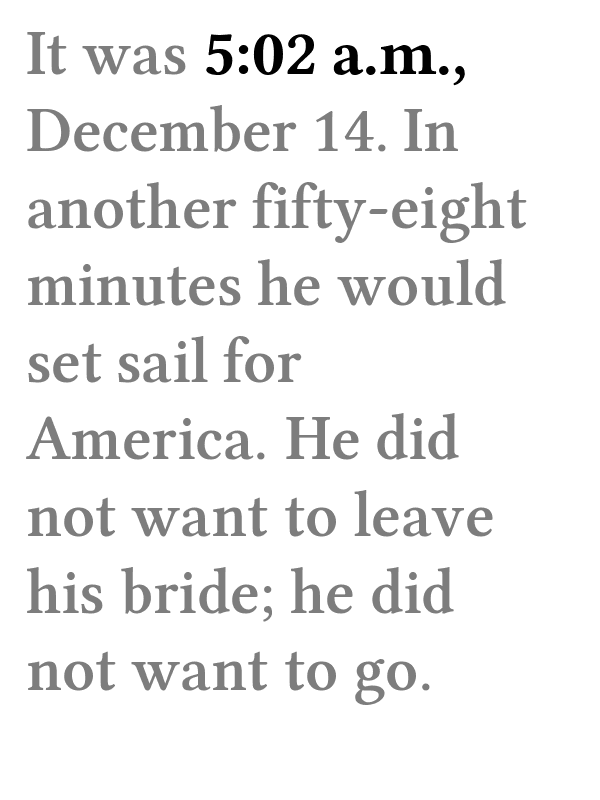 It was 5:02 a.m.,
December 14. In
another fifty-eight
minutes he would
set sail for
America. He did
not want to leave
his bride; he did
not want to go.